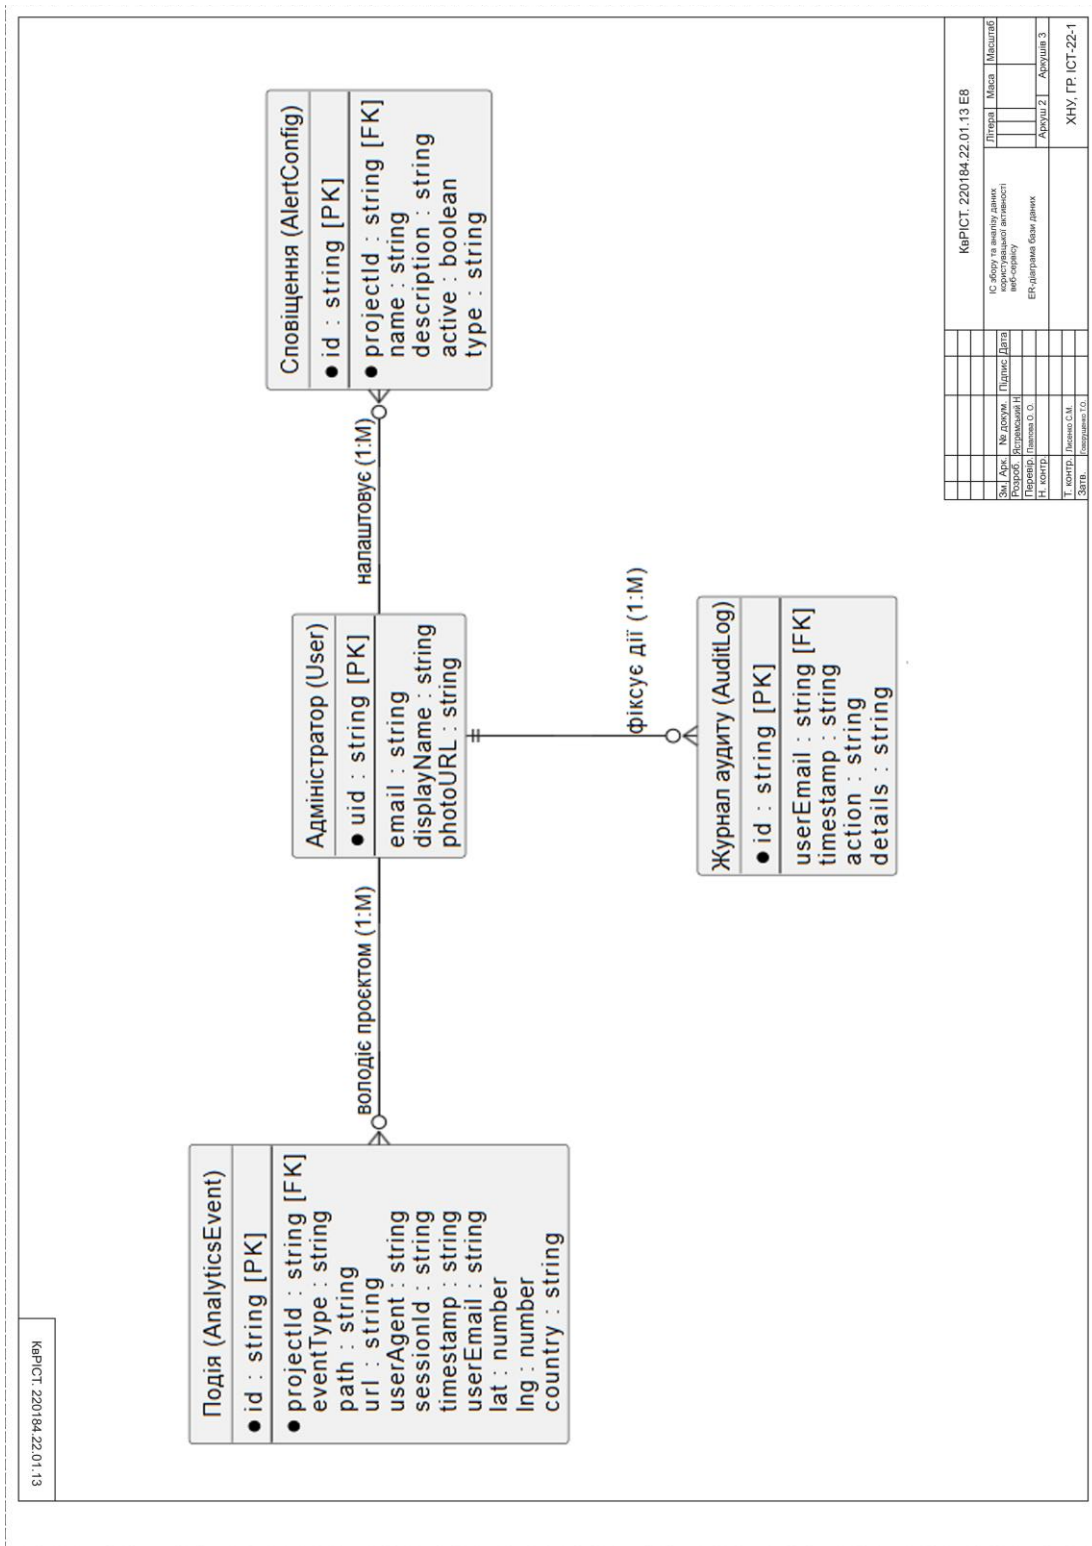 КвРІСТ. 220184.22.01.13
Подія (AnalyticsEvent)
● id : string [PK]
● projectId : string [FK]
eventType : string
path : string
url : string
userAgent : string
sessionId : string
timestamp : string
userEmail : string
lat : number
lng : number
country : string
володіє проєктом (1:М)
Адміністратор (User)
● uid : string [PK]
email : string
displayName : string
photoURL : string
налаштовує (1:М)
Сповіщення (AlertConfig)
● id : string [PK]
● projectId : string [FK]
name : string
description : string
active : boolean
type : string
фіксує дії (1:М)
Журнал аудиту (AuditLog)
● id : string [PK]
userEmail : string [FK]
timestamp : string
action : string
details : string
КвРІСТ. 220184.22.01.13 Е8
Зм. Арк. № докум. Підпис Дата
Розроб. Ястремський Н
Перевір. Павлова О. О.
Н. контр.
Т. контр. Лисенко С.М.
Затв. Говорущенко Т.О.
ІС збору та аналізу даних
користувацької активності
веб-сервісу
ER-діаграма бази даних
Літера Маса Масштаб
Аркуш 2 Аркушів 3
ХНУ, ГР. ІСТ-22-1